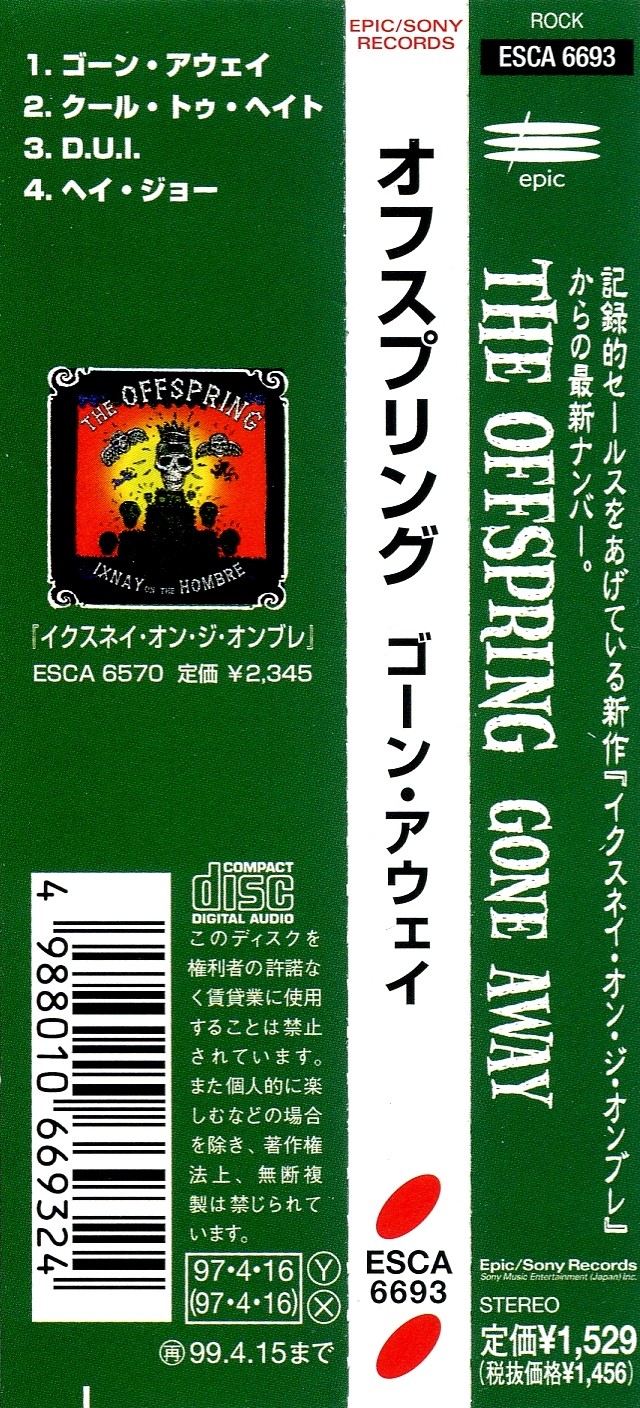 1. ゴーン・アウェイ
2. クール・トゥ・ヘイト
3. D.U.I.
4. ヘイ・ジョー
THE OFFSPRING
IXNAY ON THE HOMBRE
『イクスネイ・オン・ジ・オンブレ』
ESCA 6570 定価 ¥2,345
4 988010 669324
COMPACT
disc
DIGITAL AUDIO
このディスクを
権利者の許諾な
く賃貸業に使用
することは禁止
されています。
また個人的に楽
しむなどの場合
を除き、著作権
法上、無断複
製は禁じられて
います。
97・4・16 Ⓨ
(97・4・16) Ⓧ
㊢99.4.15まで
EPIC/SONY
RECORDS
オフスプリング ゴーン・アウェイ
ESCA
6693
ROCK
ESCA 6693
epic
記録的セールスをあげている新作『イクスネイ・オン・ジ・オンブレ』
からの最新ナンバー。
THE OFFSPRING GONE AWAY
Epic/Sony Records
Sony Music Entertainment (Japan) Inc.
STEREO
定価¥1,529
(税抜価格¥1,456)